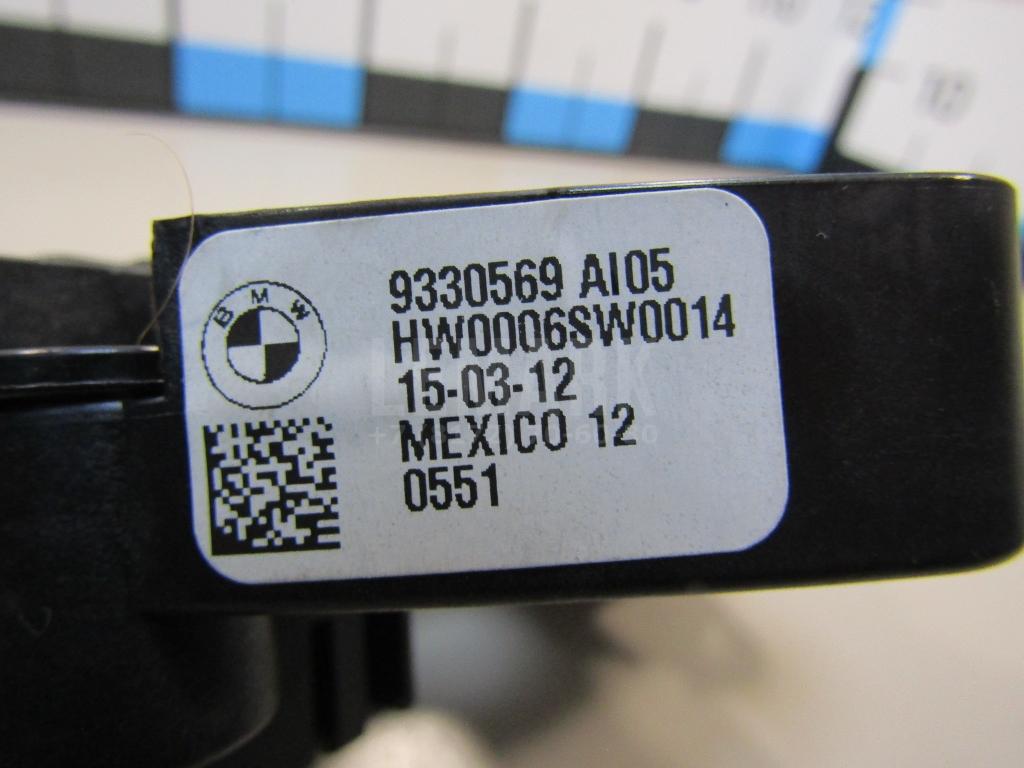 BMW
9330569 AI05
HW0006SW0014
15-03-12
MEXICO 12
0551